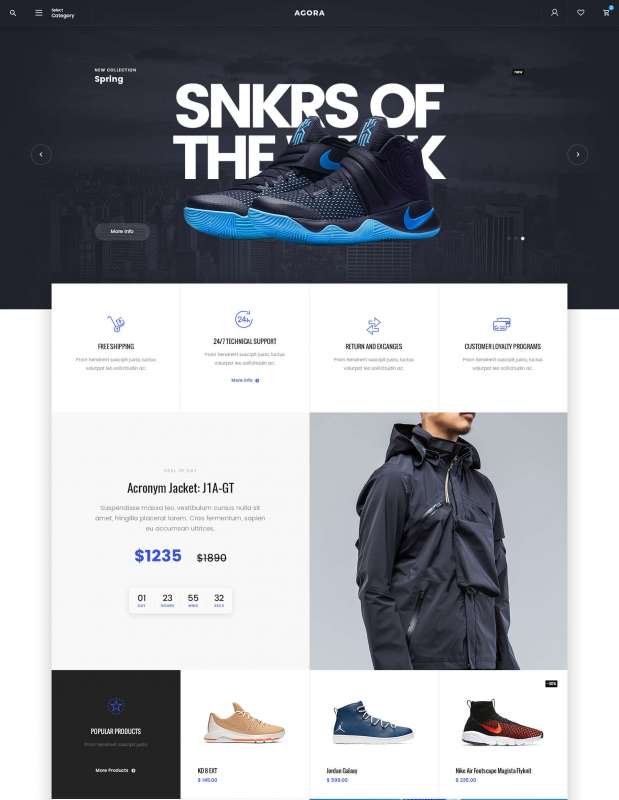 Select
Category
AGORA
2
NEW COLLECTION
Spring
new
SNKRS OF
THE
More Info
24h
FREE SHIPPING
Proin hendrerit suscipit justo, luctus
volutpat leo sollicitudin ac.
24/7 TECHNICAL SUPPORT
Proin hendrerit suscipit justo, luctus
volutpat leo sollicitudin ac.
More Info
RETURN AND EXCANGES
Proin hendrerit suscipit justo, luctus
volutpat leo sollicitudin ac.
CUSTOMER LOYALTY PROGRAMS
Proin hendrerit suscipit justo, luctus
volutpat leo sollicitudin ac.
DEAL OF DAY
Acronym Jacket: J1A-GT
Suspendisse massa leo, vestibulum cursus nulla sit
amet, fringilla placerat lorem. Cras fermentum, sapien
eu accumsan ultrices.
$1235 $1890
01 23 55 32
DAY HOURS MINS SECS
POPULAR PRODUCTS
Proin hendrerit suscipit justo
More Products
KD 8 EXT
$ 145.00
Jordan Galaxy
$ 599.00
-30%
Nike Air Footscape Magista Flyknit
$ 235.00